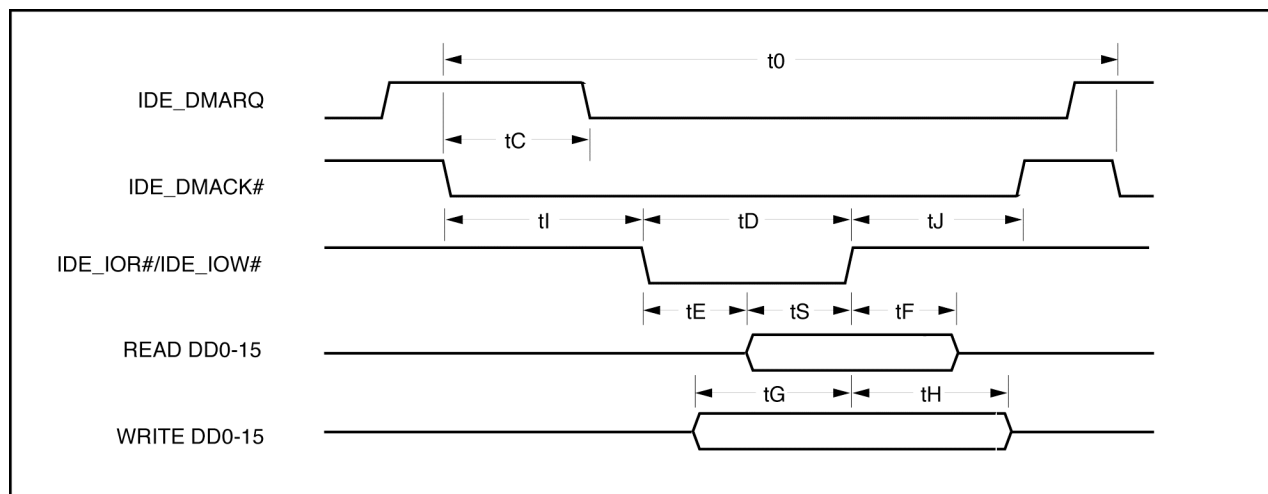 t0
IDE_DMARQ
tC
IDE_DMACK#
tI tD tJ
IDE_IOR#/IDE_IOW#
tE tS tF
READ DD0-15
tG tH
WRITE DD0-15